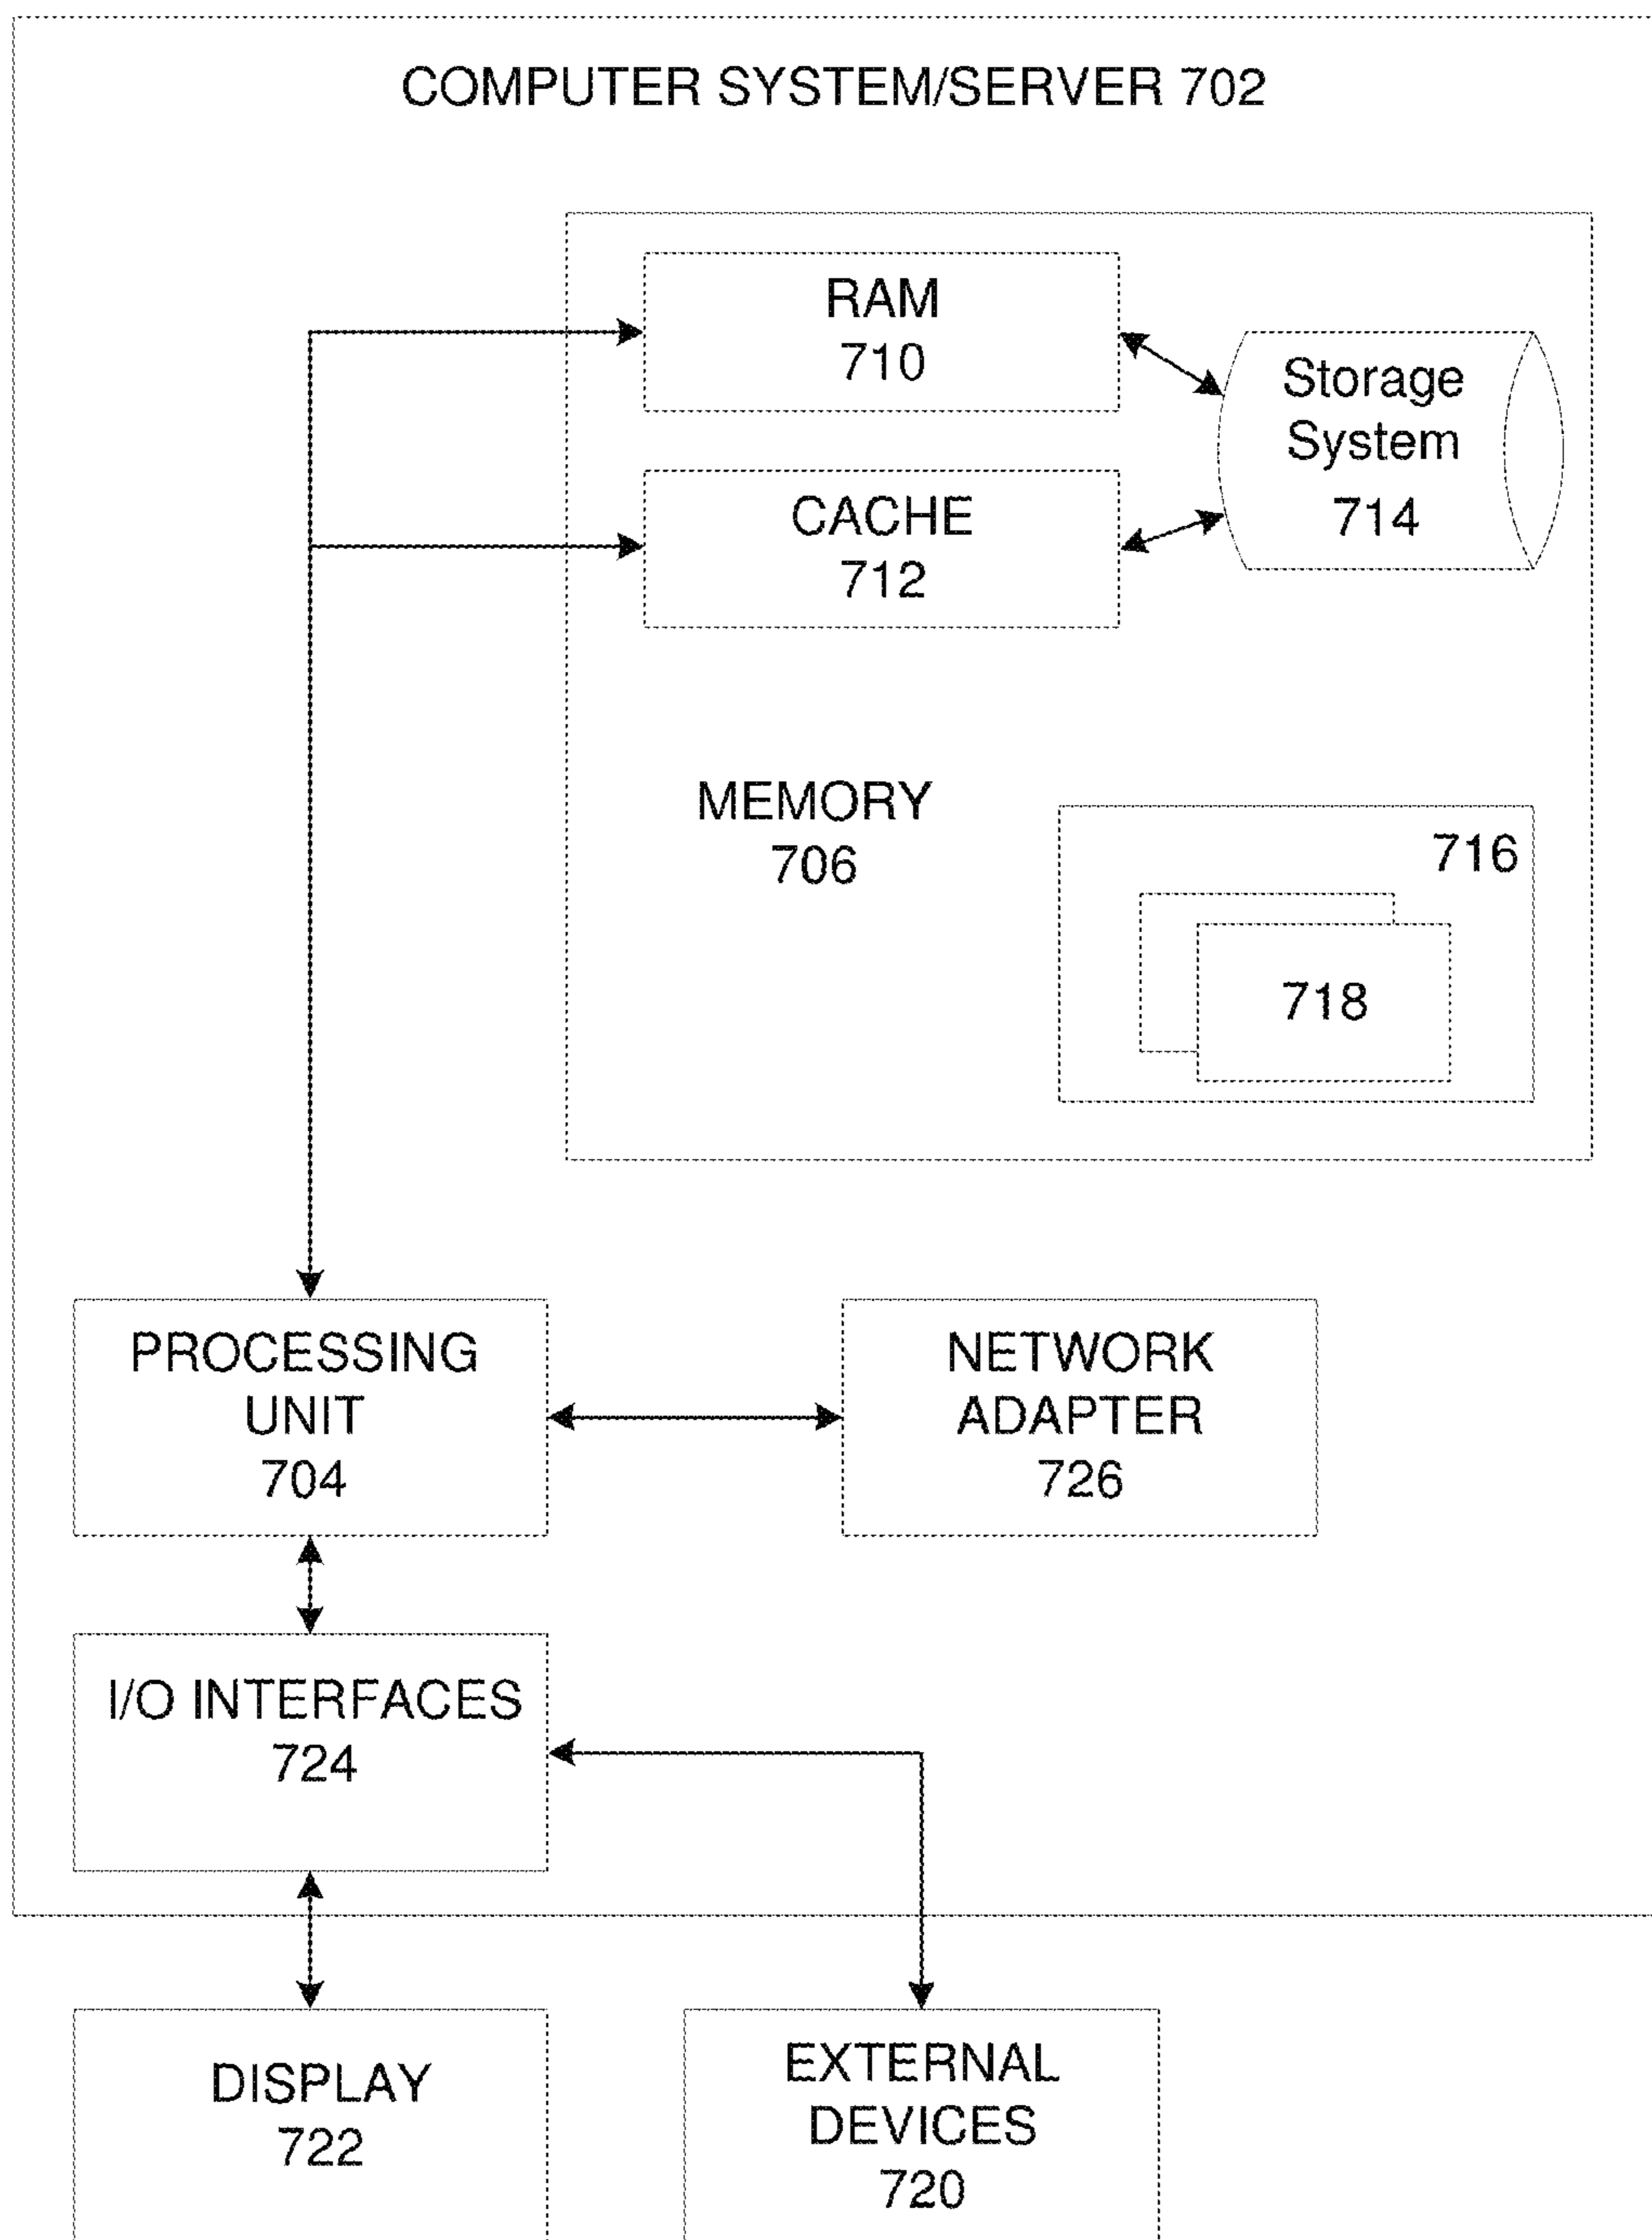 COMPUTER SYSTEM/SERVER 702
RAM
710
Storage
System
714
CACHE
712
MEMORY
706
716
718
PROCESSING
UNIT
704
NETWORK
ADAPTER
726
I/O INTERFACES
724
DISPLAY
722
EXTERNAL
DEVICES
720